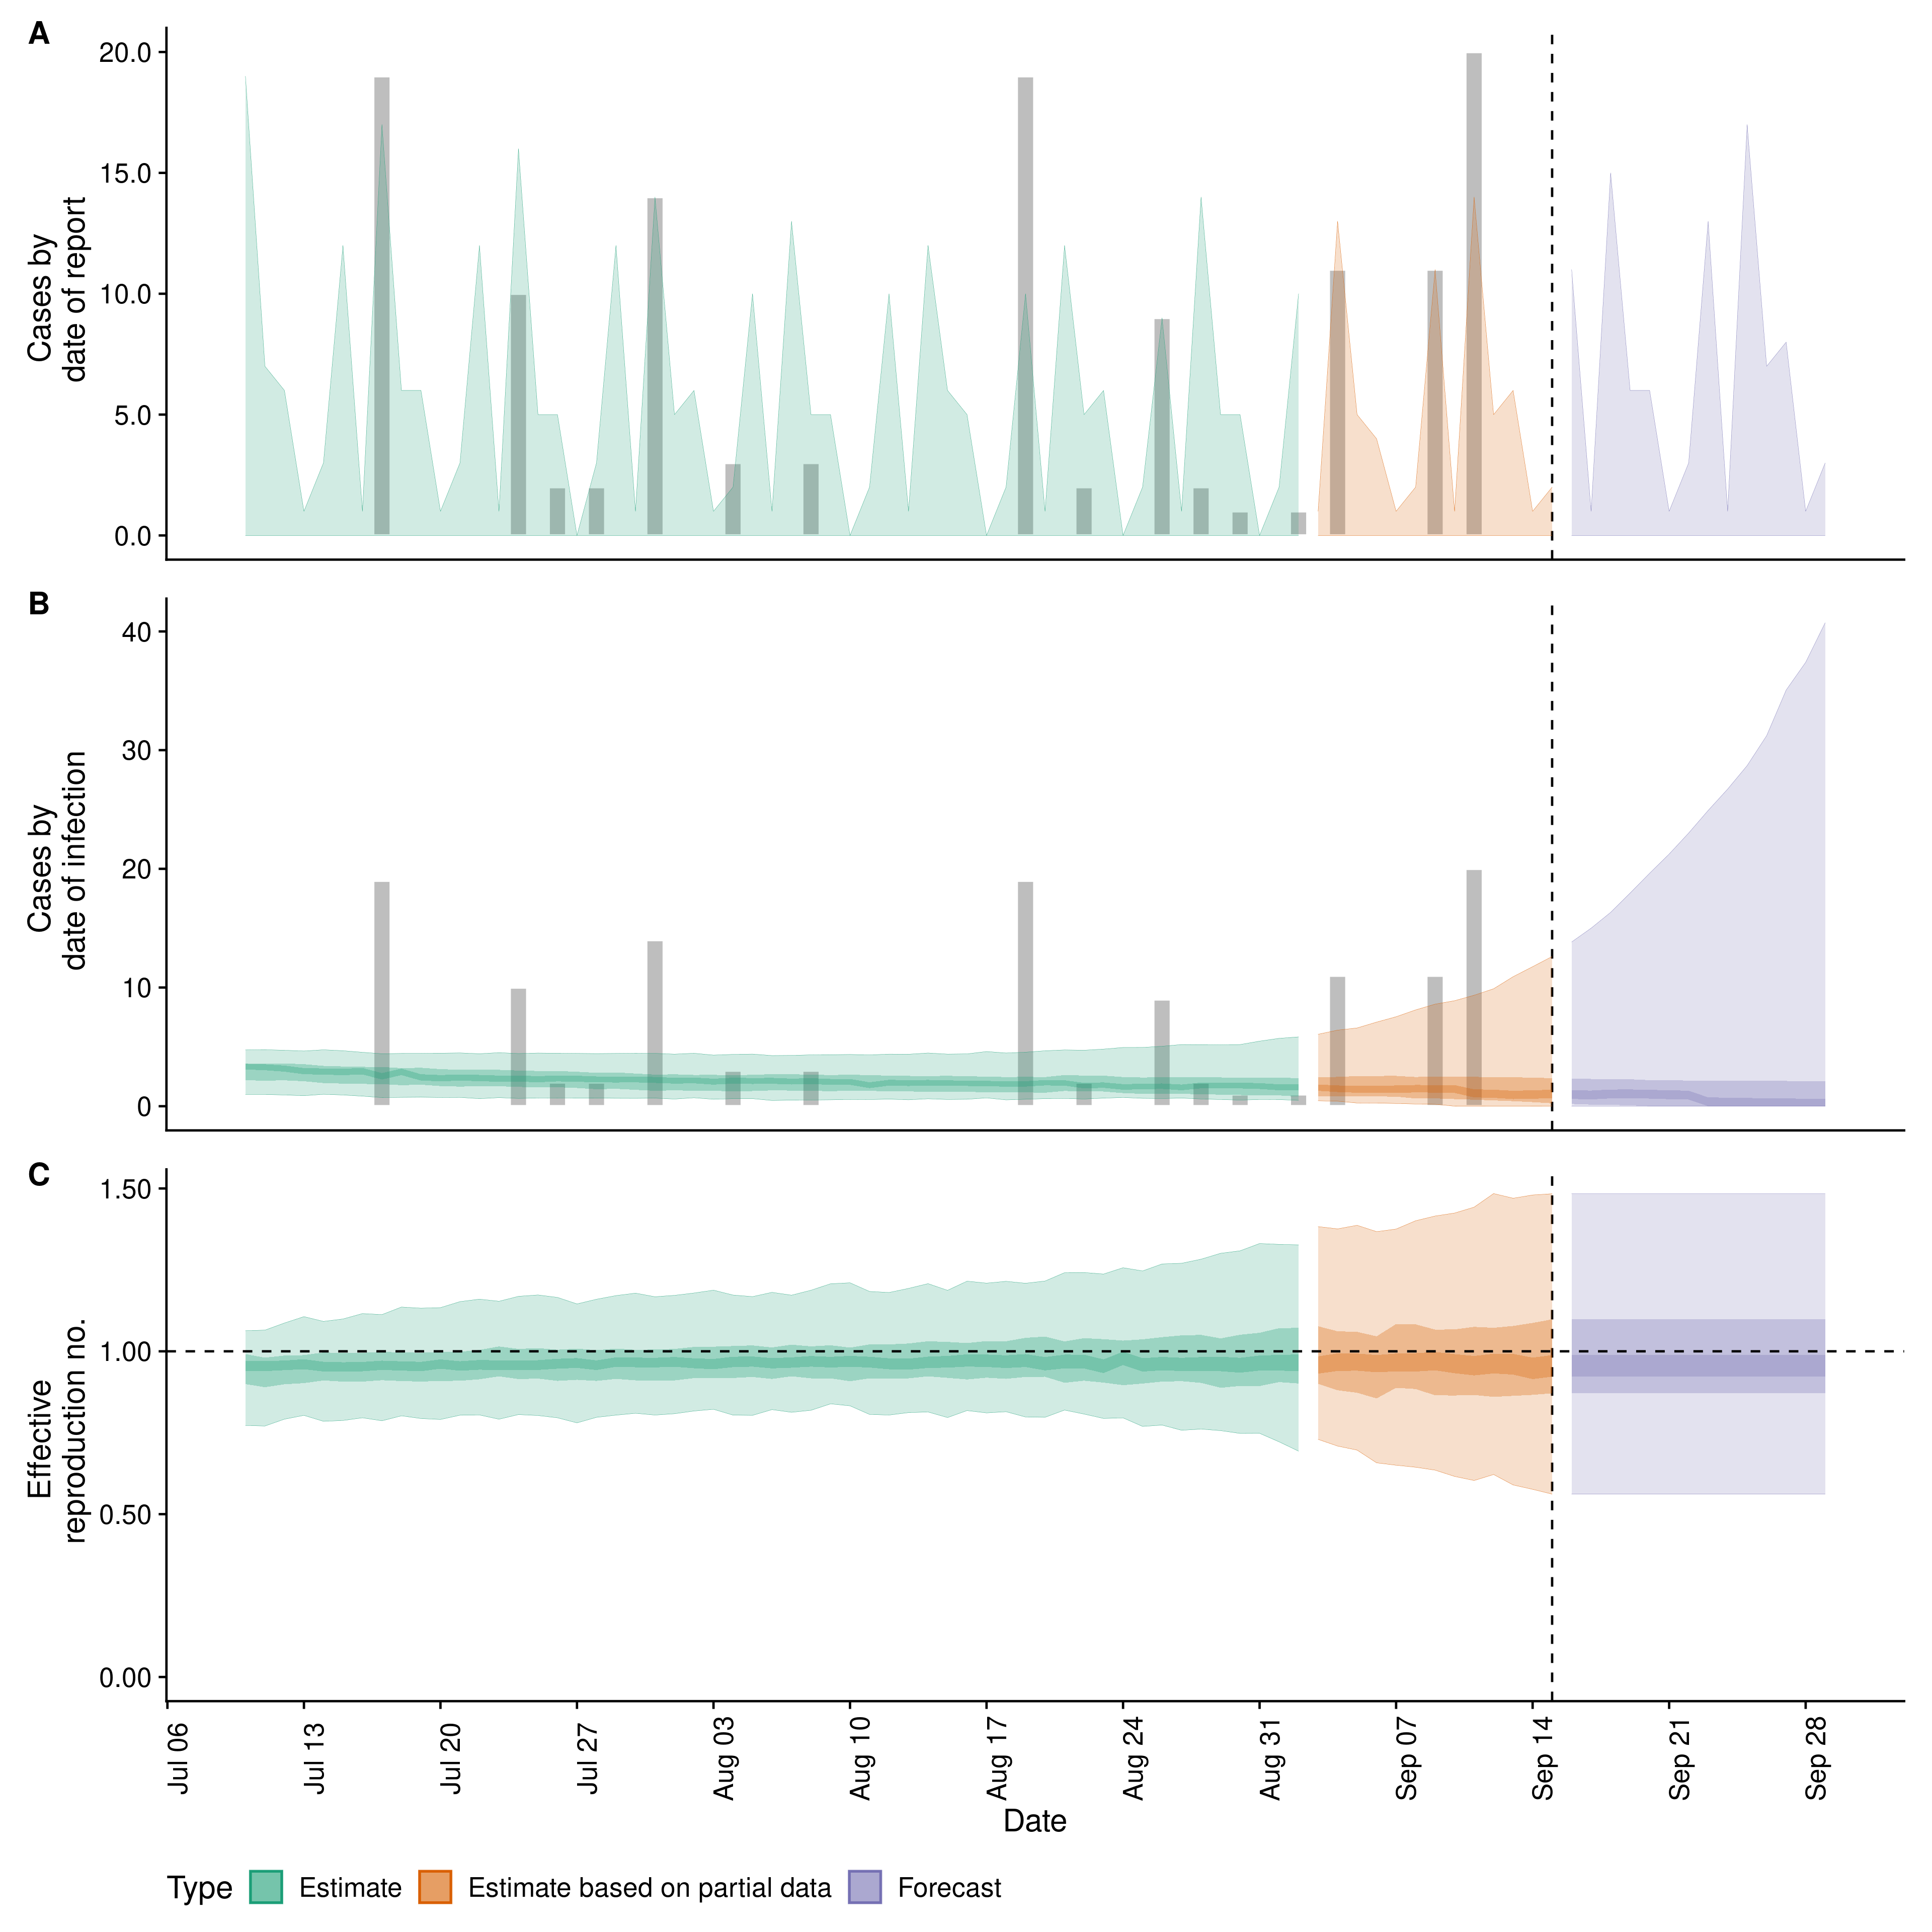 A
Cases by
date of report
20.0
15.0
10.0
5.0
0.0
B
Cases by
date of infection
40
30
20
10
0
C
Effective
reproduction no.
1.50
1.00
0.50
0.00
Jul 06
Jul 13
Jul 20
Jul 27
Aug 03
Aug 10
Aug 17
Aug 24
Aug 31
Sep 07
Sep 14
Sep 21
Sep 28
Date
Type Estimate Estimate based on partial data Forecast